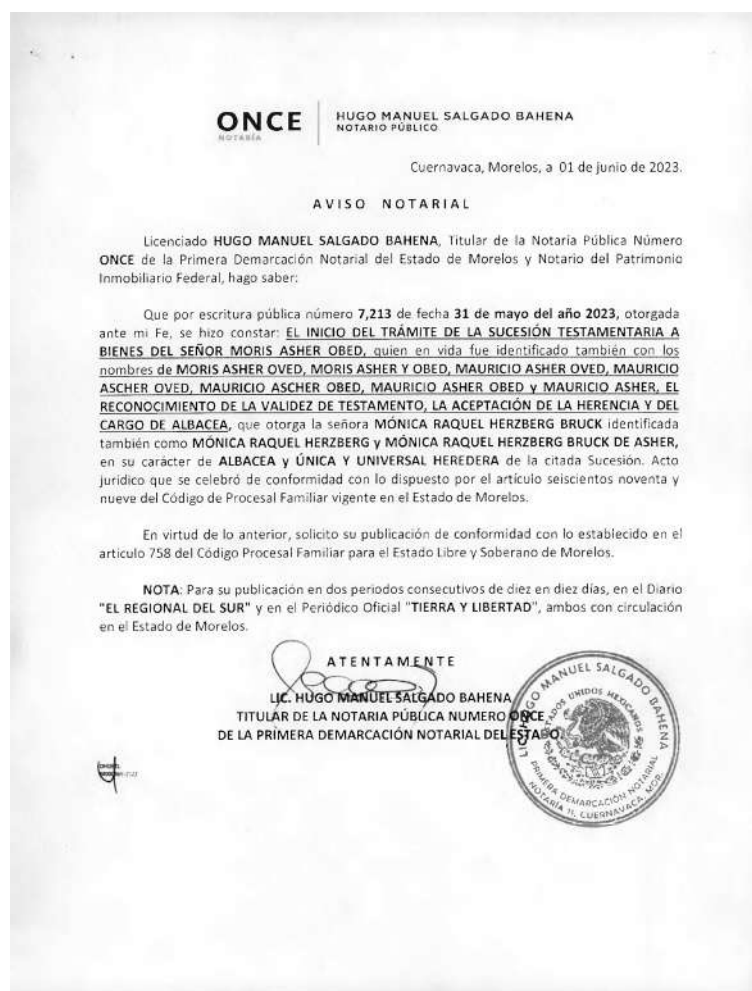 ONCE
NOTARÍA
HUGO MANUEL SALGADO BAHENA
NOTARIO PÚBLICO
Cuernavaca, Morelos, a 01 de junio de 2023.
AVISO NOTARIAL
Licenciado HUGO MANUEL SALGADO BAHENA, Titular de la Notaría Pública Número
ONCE de la Primera Demarcación Notarial del Estado de Morelos y Notario del Patrimonio
Inmobiliario Federal, hago saber:
Que por escritura pública número 7,213 de fecha 31 de mayo del año 2023, otorgada
ante mi Fe, se hizo constar: EL INICIO DEL TRÁMITE DE LA SUCESIÓN TESTAMENTARIA A
BIENES DEL SEÑOR MORIS ASHER OBED, quien en vida fue identificado también con los
nombres de MORIS ASHER OVED, MORIS ASHER Y OBED, MAURICIO ASHER OVED, MAURICIO
ASCHER OVED, MAURICIO ASCHER OBED, MAURICIO ASHER OBED y MAURICIO ASHER, EL
RECONOCIMIENTO DE LA VALIDEZ DE TESTAMENTO, LA ACEPTACIÓN DE LA HERENCIA Y DEL
CARGO DE ALBACEA, que otorga la señora MÓNICA RAQUEL HERZBERG BRUCK identificada
también como MÓNICA RAQUEL HERZBERG y MÓNICA RAQUEL HERZBERG BRUCK DE ASHER,
en su carácter de ALBACEA y ÚNICA Y UNIVERSAL HEREDERA de la citada Sucesión. Acto
jurídico que se celebró de conformidad con lo dispuesto por el artículo seiscientos noventa y
nueve del Código de Procesal Familiar vigente en el Estado de Morelos.
En virtud de lo anterior, solicito su publicación de conformidad con lo establecido en el
articulo 758 del Código Procesal Familiar para el Estado Libre y Soberano de Morelos.
NOTA: Para su publicación en dos periodos consecutivos de diez en diez días, en el Diario
"EL REGIONAL DEL SUR" y en el Periódico Oficial "TIERRA Y LIBERTAD", ambos con circulación
en el Estado de Morelos.
ATENTAMENTE
LIC. HUGO MANUEL SALGADO BAHENA
TITULAR DE LA NOTARIA PÚBLICA NUMERO ONCE
DE LA PRIMERA DEMARCACIÓN NOTARIAL DEL ESTADO.
LIC. HUGO MANUEL SALGADO BAHENA
ESTADOS UNIDOS MEXICANOS
PRIMERA DEMARCACIÓN NOTARIAL
NOTARÍA 11, CUERNAVACA, MOR.